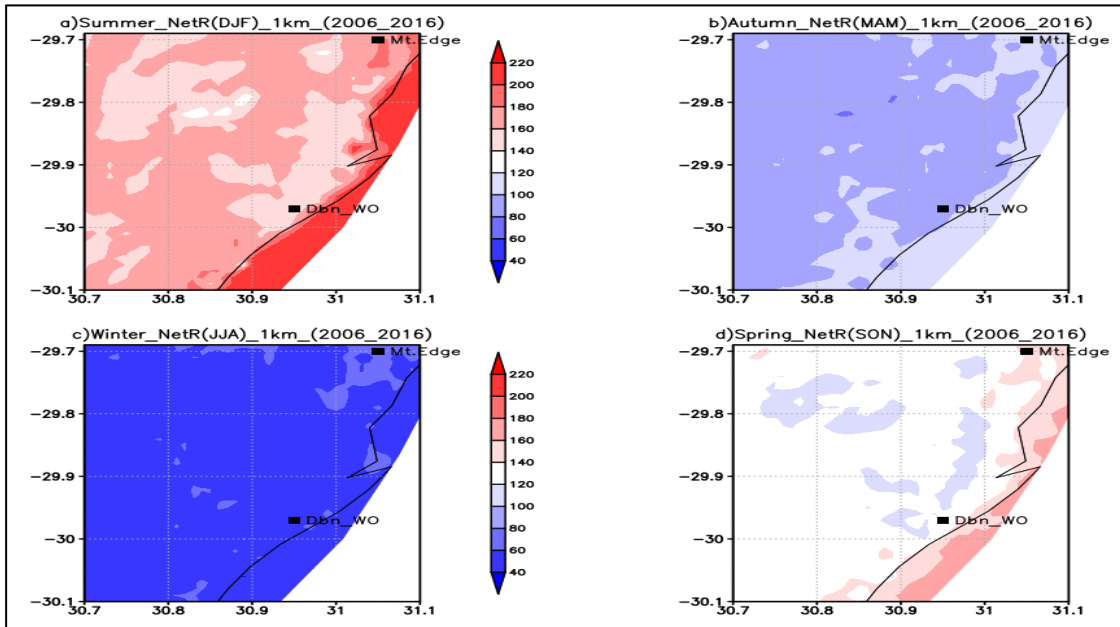 a)Summer_NetR(DJF)_1km_(2006_2016)
-29.7
-29.8
-29.9
-30
-30.1
30.7 30.8 30.9 31 31.1
Mt.Edge
Dbn_WO
220
200
180
160
140
120
100
80
60
40
b)Autumn_NetR(MAM)_1km_(2006_2016)
-29.7
-29.8
-29.9
-30
-30.1
30.7 30.8 30.9 31 31.1
Mt.Edge
Dbn_WO
c)Winter_NetR(JJA)_1km_(2006_2016)
-29.7
-29.8
-29.9
-30
-30.1
30.7 30.8 30.9 31 31.1
Mt.Edge
Dbn_WO
220
200
180
160
140
120
100
80
60
40
d)Spring_NetR(SON)_1km_(2006_2016)
-29.7
-29.8
-29.9
-30
-30.1
30.7 30.8 30.9 31 31.1
Mt.Edge
Dbn_WO